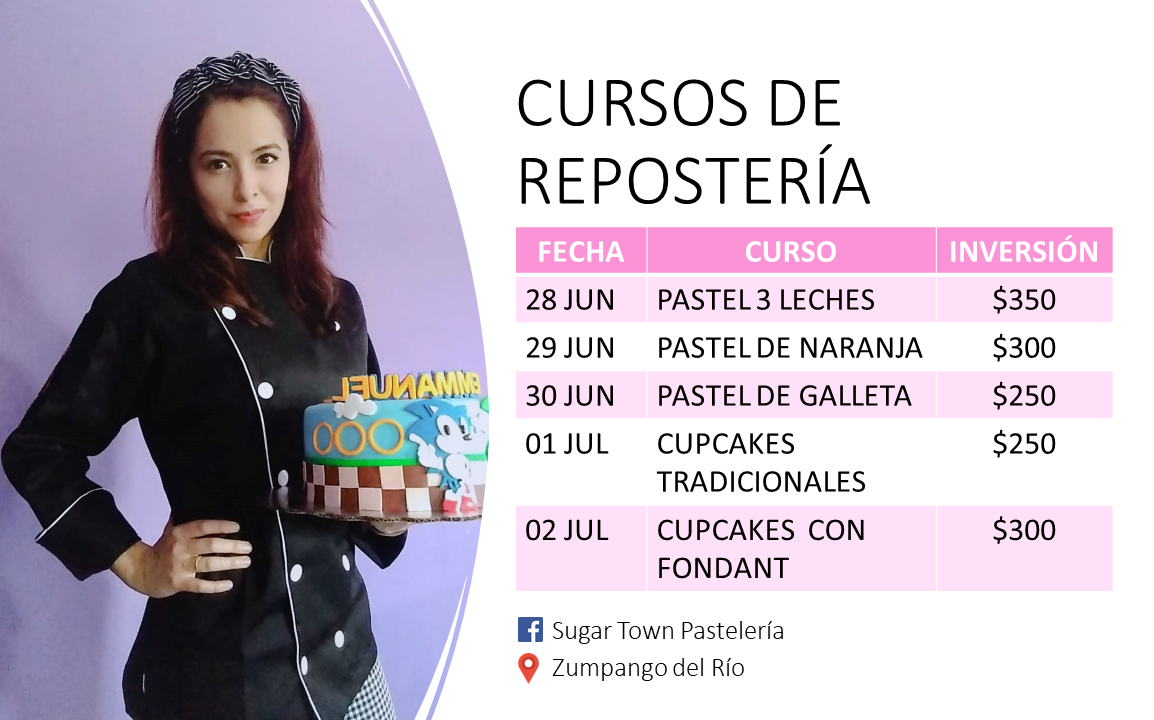 CURSOS DE
REPOSTERÍA
FECHA CURSO INVERSIÓN
28 JUN PASTEL 3 LECHES $350
29 JUN PASTEL DE NARANJA $300
30 JUN PASTEL DE GALLETA $250
01 JUL CUPCAKES $250
TRADICIONALES
02 JUL CUPCAKES CON $300
FONDANT
EMMANUEL
Sugar Town Pastelería
Zumpango del Río